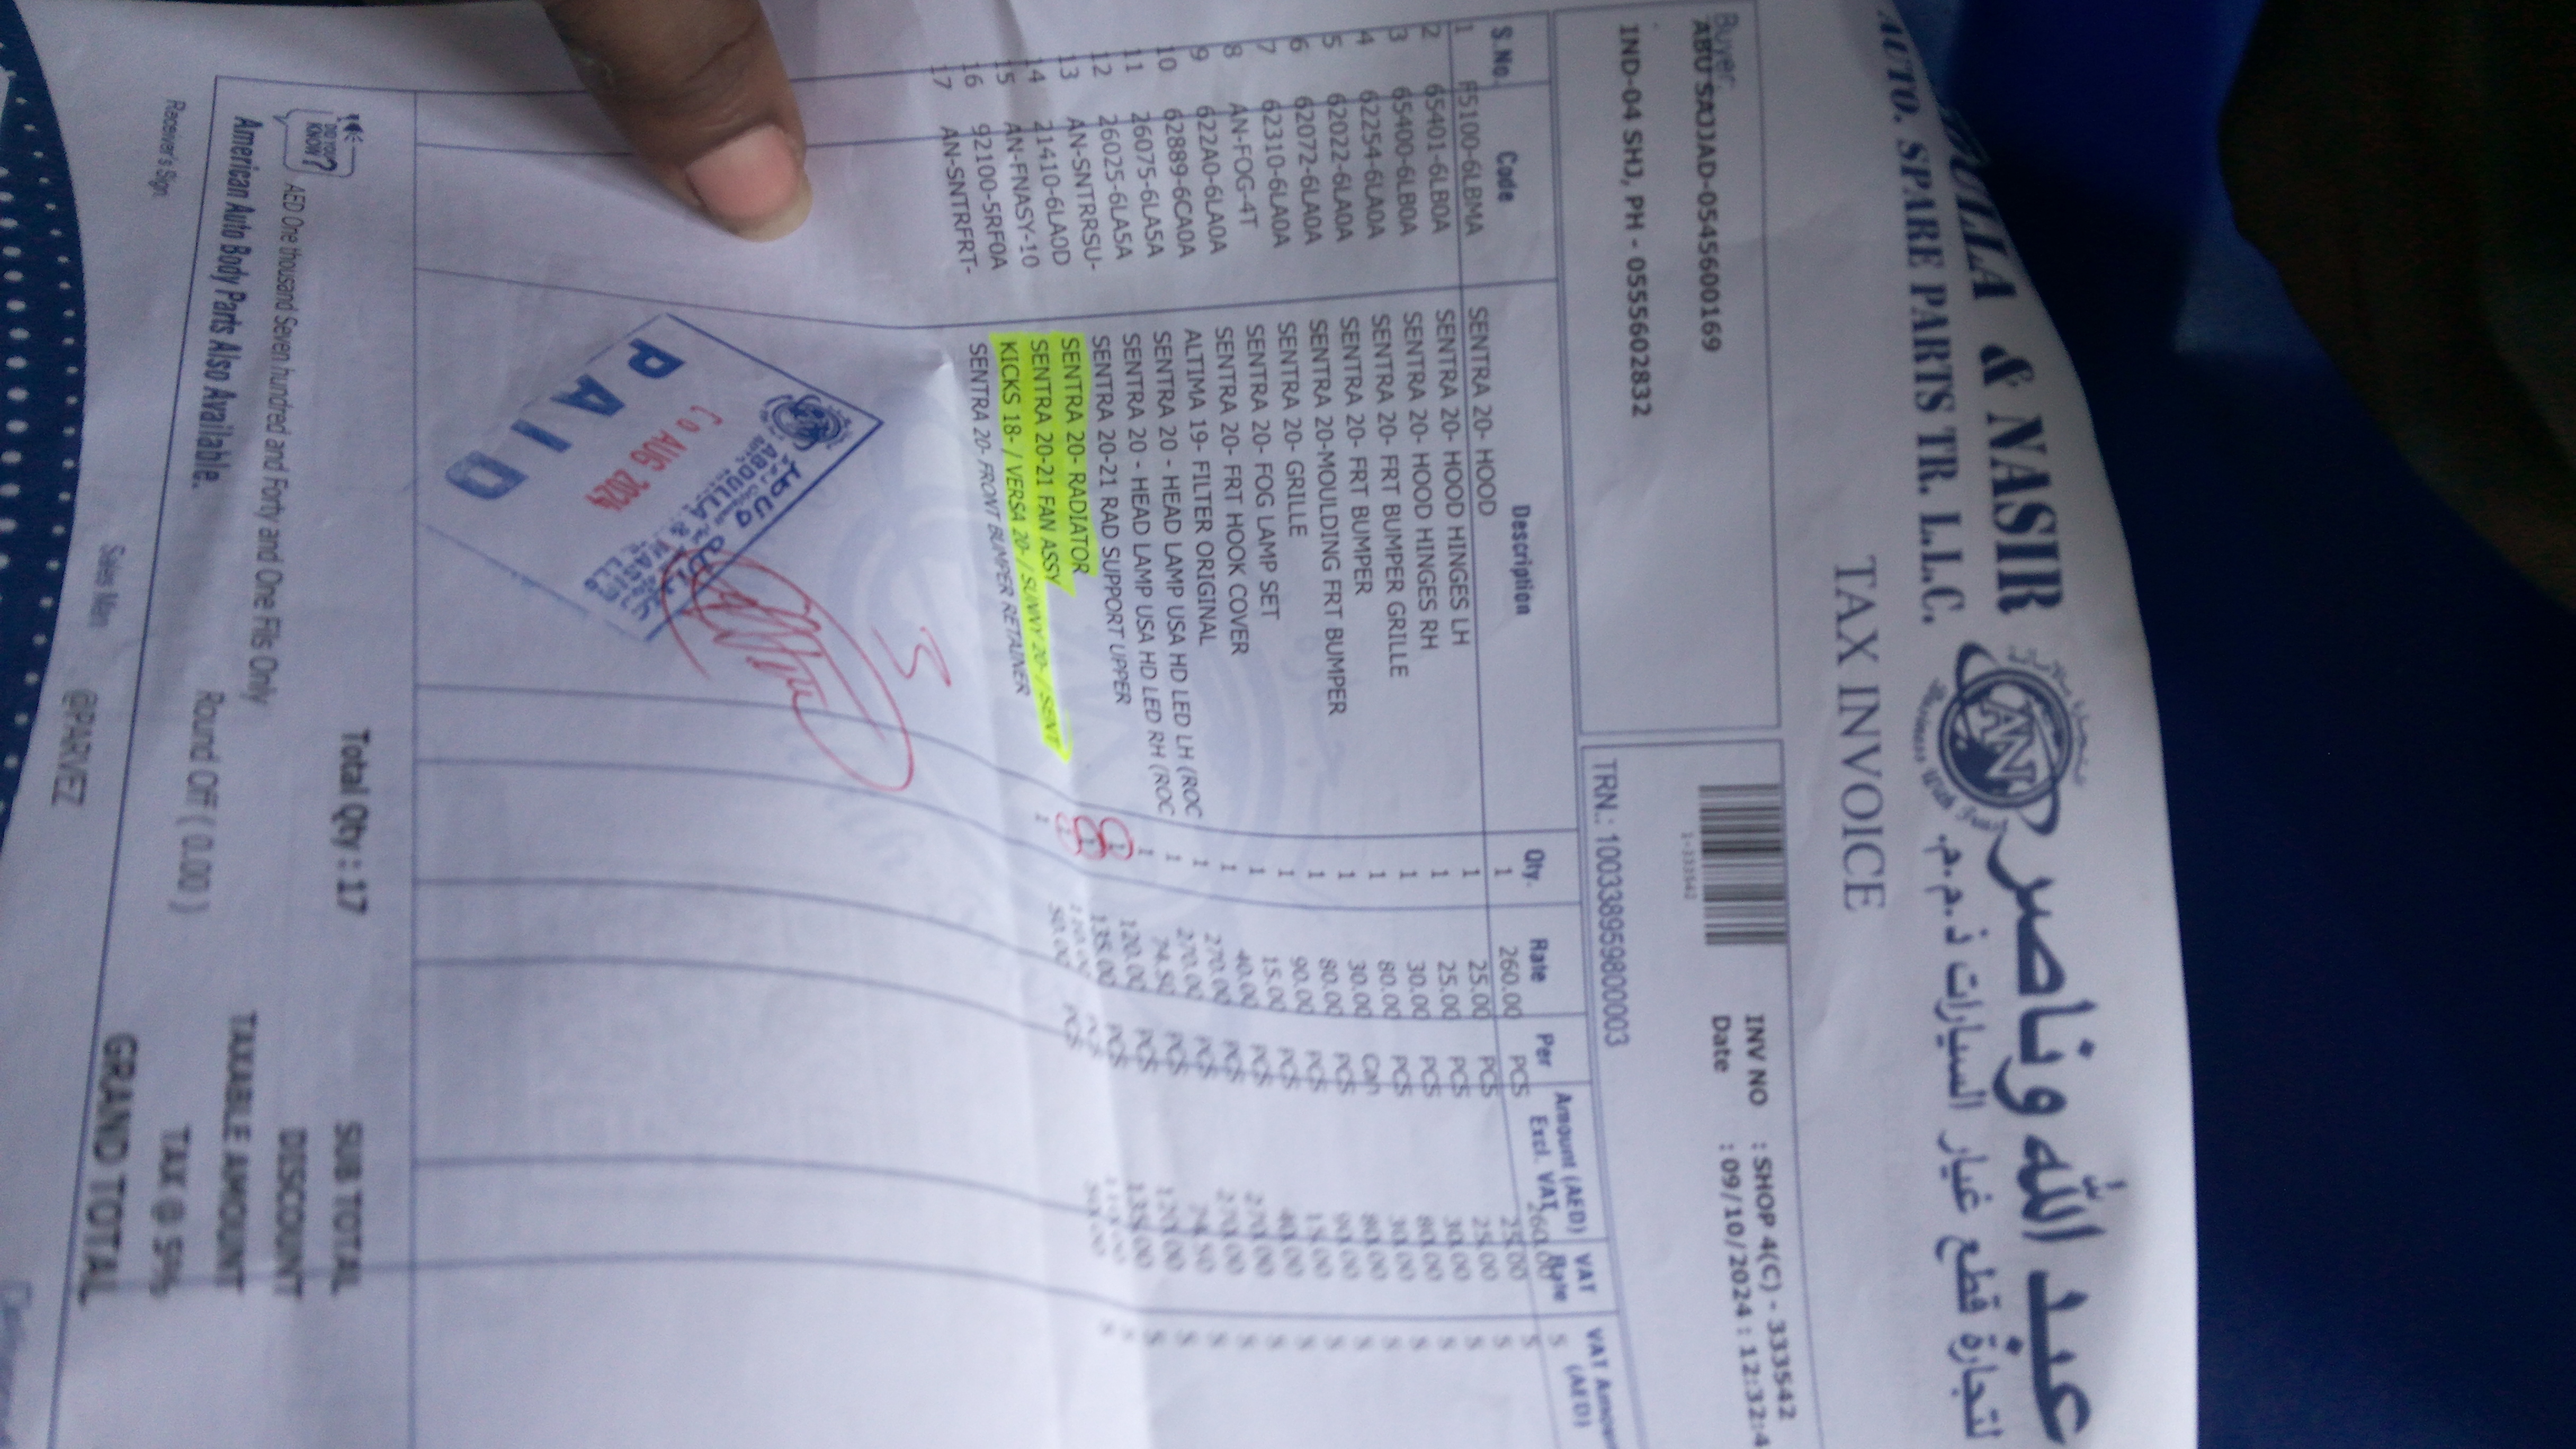 عبد الله وناصر
لتجارة قطع غيار السيارات ذ.م.م.
& NASIR
AUTO. SPARE PARTS TR. L.L.C.
AN
TAX INVOICE
Buyer
ABU SAJJAD-0545600169
IND-04 SHJ, PH - 0555602832
1-333542
INV NO : SHOP 4(C) - 333542
Date : 09/10/2024 : 12:32:4
TRN.: 100338959800003
S.No. Code Description Qty. Rate Per Amount (AED) Excl. VAT VAT Rate VAT Amou (AED)
1 F5100-6LBMA SENTRA 20- HOOD 1 260.00 PCS 260.00 S
2 65401-6LB0A SENTRA 20- HOOD HINGES LH 1 25.00 PCS 25.00 S
3 65400-6LB0A SENTRA 20- HOOD HINGES RH 1 25.00 PCS 25.00 S
4 62254-6LA0A SENTRA 20- FRT BUMPER GRILLE 1 30.00 PCS 30.00 S
5 62022-6LA0A SENTRA 20- FRT BUMPER 1 80.00 PCS 80.00 S
6 62072-6LA0A SENTRA 20-MOULDING FRT BUMPER 1 30.00 Can 30.00 S
7 62310-6LA0A SENTRA 20- GRILLE 1 80.00 PCS 80.00 S
8 AN-FOG-4T SENTRA 20- FOG LAMP SET 1 90.00 PCS 90.00 S
9 622A0-6LA0A SENTRA 20- FRT HOOK COVER 1 15.00 PCS 15.00 S
10 62889-6CA0A ALTIMA 19- FILTER ORIGINAL 1 40.00 PCS 40.00 S
11 26075-6LA5A SENTRA 20 - HEAD LAMP USA HD LED LH (ROC 1 270.00 PCS 270.00 S
12 26025-6LA5A SENTRA 20 - HEAD LAMP USA HD LED RH (ROC 1 270.00 PCS 270.00 S
13 AN-SNTRRSU- SENTRA 20-21 RAD SUPPORT UPPER 1 74.50 PCS 74.50 S
14 21410-6LA0D SENTRA 20- RADIATOR 1 120.00 PCS 120.00 S
15 AN-FNASY-10 SENTRA 20-21 FAN ASSY 1 135.00 PCS 135.00 S
16 92100-5RF0A KICKS 18- / VERSA 20- / SUNNY 20- / SENT 1 PCS S
17 AN-SNTRFRT- SENTRA 20- FRONT BUMPER RETAINER 1 50.00 PCS 50.00 S
ABDULLA & NASIR
AUG 2024
PAID
Total Qty : 17
SUB TOTAL
DISCOUNT
TAXABLE AMOUNT
TAX @ 5%
GRAND TOTAL
DO YOU KNOW?
AED One thousand Seven hundred and Forty and One Fils Only
Round Off ( 0.00 )
American Auto Body Parts Also Available.
Receiver's Sign.
Sales Men @PARVEZ